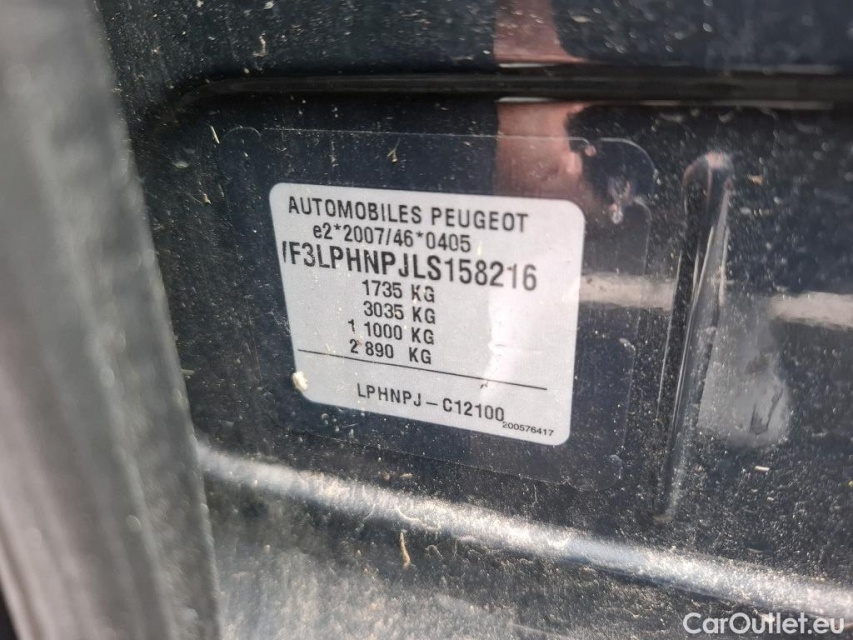 AUTOMOBILES PEUGEOT
e2*2007/46*0405
VF3LPHNPJLS158216
1735 KG
3035 KG
1 1000 KG
2 890 KG
LPHNPJ-C12100
200576417
CarOutlet.eu